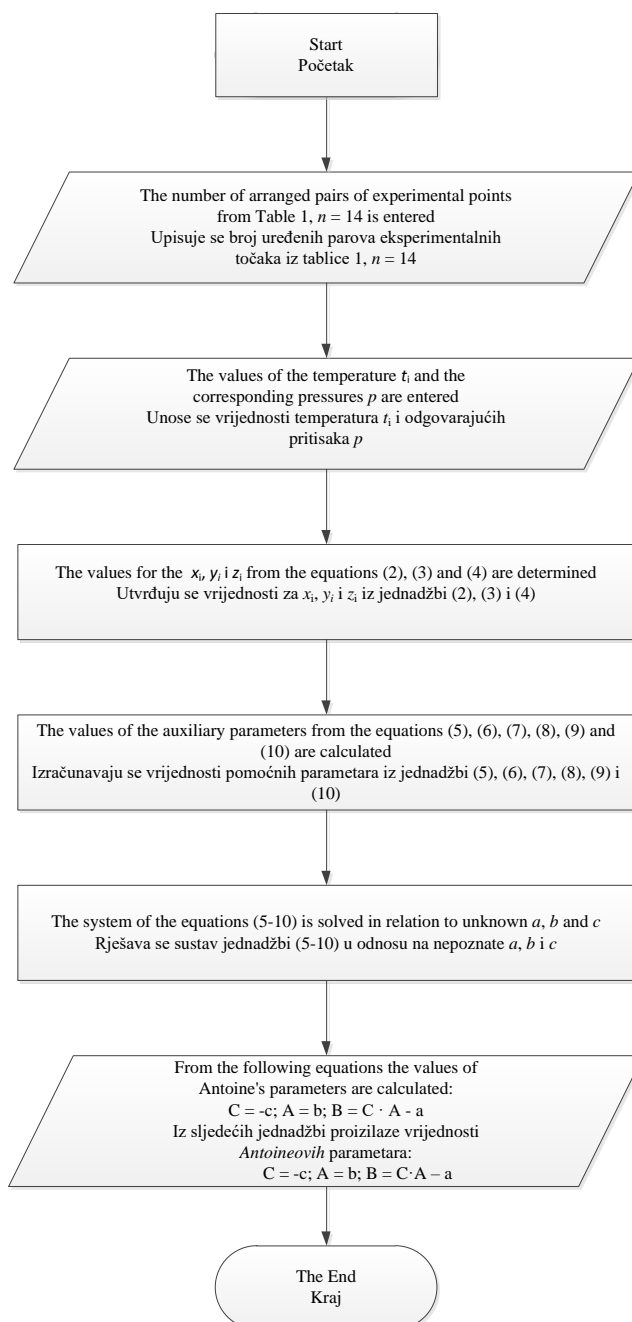 Start
Početak
The number of arranged pairs of experimental points
from Table 1, n = 14 is entered
Upisuje se broj uređenih parova eksperimentalnih
točaka iz tablice 1, n = 14
The values of the temperature tᵢ and the
corresponding pressures p are entered
Unose se vrijednosti temperatura tᵢ i odgovarajućih
pritisaka p
The values for the xᵢ, yᵢ i zᵢ from the equations (2), (3) and (4) are determined
Utvrđuju se vrijednosti za xᵢ, yᵢ i zᵢ iz jednadžbi (2), (3) i (4)
The values of the auxiliary parameters from the equations (5), (6), (7), (8), (9) and
(10) are calculated
Izračunavaju se vrijednosti pomoćnih parametara iz jednadžbi (5), (6), (7), (8), (9) i
(10)
The system of the equations (5-10) is solved in relation to unknown a, b and c
Rješava se sustav jednadžbi (5-10) u odnosu na nepoznate a, b i c
From the following equations the values of
Antoine's parameters are calculated:
C = -c; A = b; B = C · A - a
Iz sljedećih jednadžbi proizilaze vrijednosti
Antoineovih parametara:
C = -c; A = b; B = C·A – a
The End
Kraj